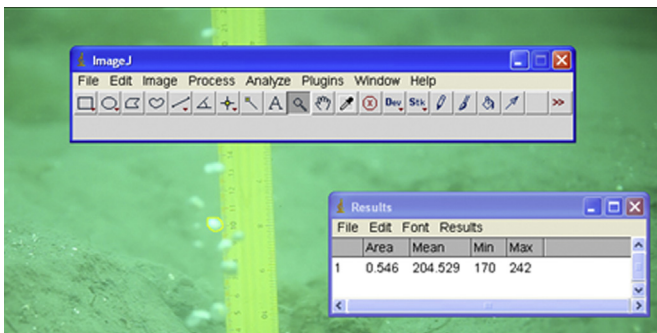 ImageJ
File Edit Image Process Analyze Plugins Window Help
A Dev Stk >>
Results
File Edit Font Results
Area Mean Min Max
1 0.546 204.529 170 242